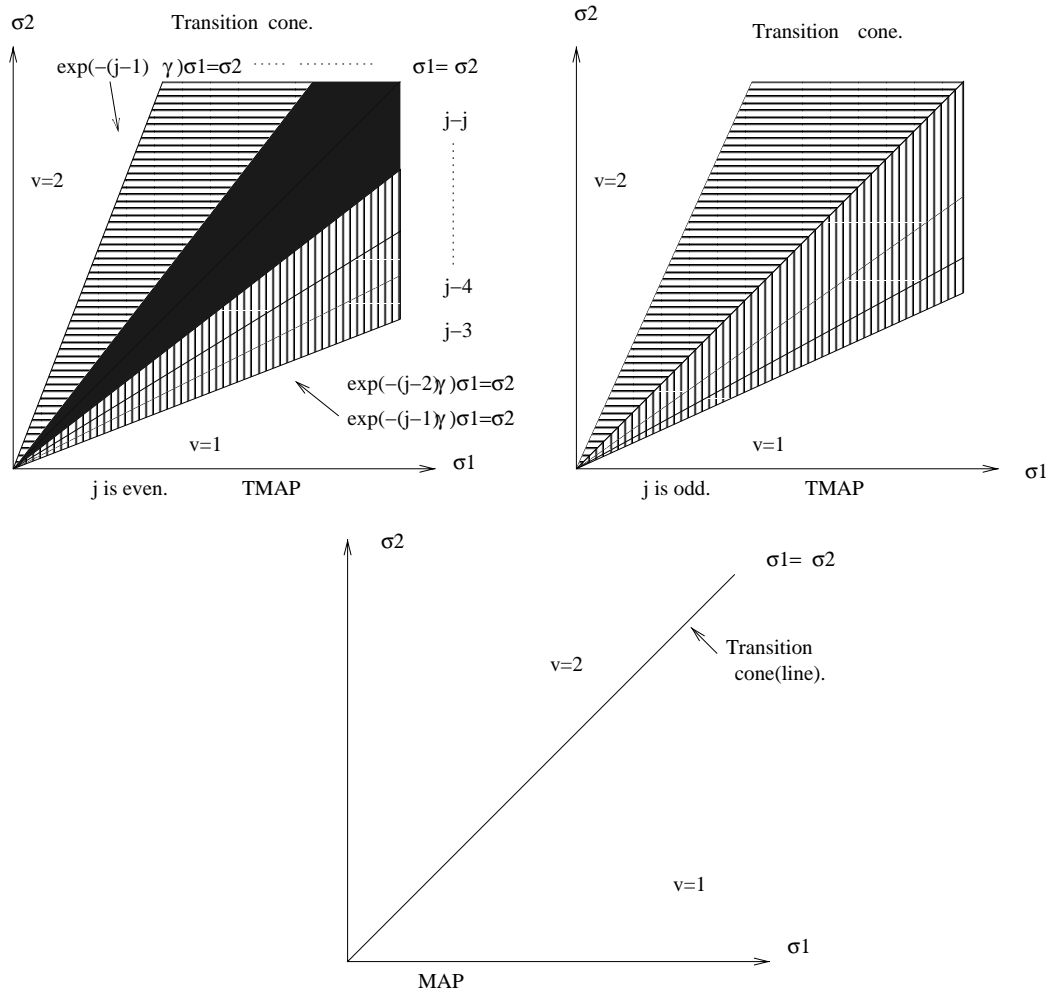 σ2
Transition cone.
exp(−(j−1) γ)σ1=σ2
σ1= σ2
j−j
v=2
j−4
j−3
exp(−(j−2)γ)σ1=σ2
exp(−(j−1)γ)σ1=σ2
v=1
σ1
j is even.
TMAP
σ2
Transition cone.
v=2
v=1
σ1
j is odd.
TMAP
σ2
σ1= σ2
Transition
cone(line).
v=2
v=1
σ1
MAP